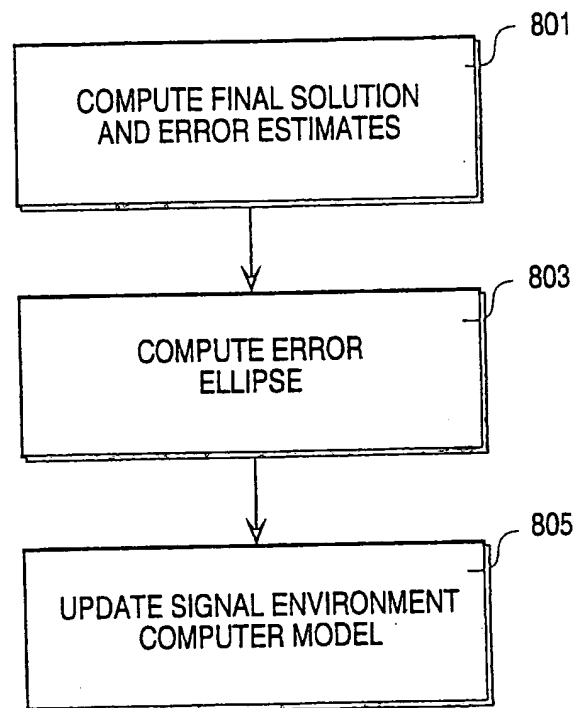 801
COMPUTE FINAL SOLUTION
AND ERROR ESTIMATES
803
COMPUTE ERROR
ELLIPSE
805
UPDATE SIGNAL ENVIRONMENT
COMPUTER MODEL